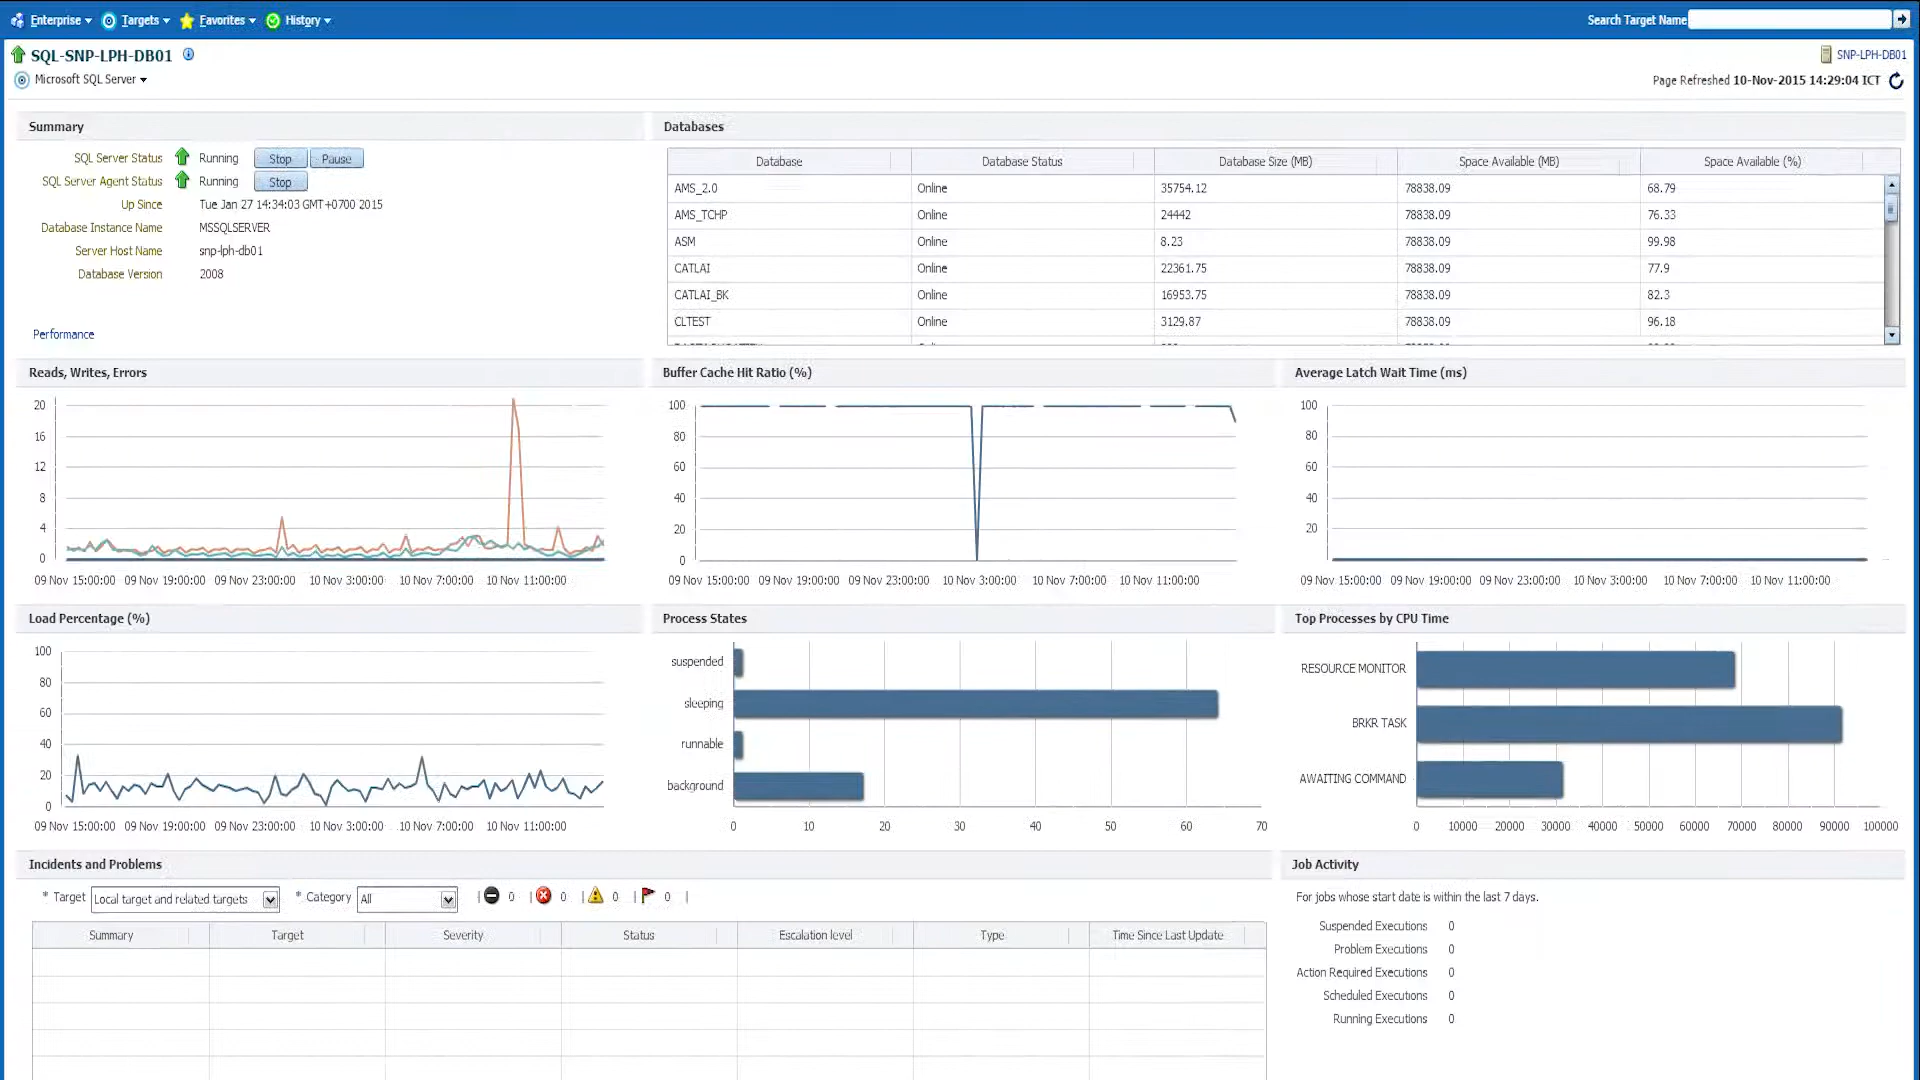 Enterprise Targets Favorites History Search Target Name
SQL-SNP-LPH-DB01 SNP-LPH-DB01
Microsoft SQL Server Page Refreshed 10-Nov-2015 14:29:04 ICT
Summary
SQL Server Status Running Stop Pause
SQL Server Agent Status Running Stop
Up Since Tue Jan 27 14:34:03 GMT+0700 2015
Database Instance Name MSSQLSERVER
Server Host Name snp-lph-db01
Database Version 2008
Performance
Databases
Database Database Status Database Size (MB) Space Available (MB) Space Available (%)
AMS_2.0 Online 35754.12 78838.09 68.79
AMS_TCHP Online 24442 78838.09 76.33
ASM Online 8.23 78838.09 99.98
CATLAI Online 22361.75 78838.09 77.9
CATLAI_BK Online 16953.75 78838.09 82.3
CLTEST Online 3129.87 78838.09 96.18
Reads, Writes, Errors
20
16
12
8
4
0
09 Nov 15:00:00 09 Nov 19:00:00 09 Nov 23:00:00 10 Nov 3:00:00 10 Nov 7:00:00 10 Nov 11:00:00
Buffer Cache Hit Ratio (%)
100
80
60
40
20
0
09 Nov 15:00:00 09 Nov 19:00:00 09 Nov 23:00:00 10 Nov 3:00:00 10 Nov 7:00:00 10 Nov 11:00:00
Average Latch Wait Time (ms)
100
80
60
40
20
09 Nov 15:00:00 09 Nov 19:00:00 09 Nov 23:00:00 10 Nov 3:00:00 10 Nov 7:00:00 10 Nov 11:00:00
Load Percentage (%)
100
80
60
40
20
0
09 Nov 15:00:00 09 Nov 19:00:00 09 Nov 23:00:00 10 Nov 3:00:00 10 Nov 7:00:00 10 Nov 11:00:00
Process States
suspended
sleeping
runnable
background
0 10 20 30 40 50 60 70
Top Processes by CPU Time
RESOURCE MONITOR
BRKR TASK
AWAITING COMMAND
0 10000 20000 30000 40000 50000 60000 70000 80000 90000 100000
Incidents and Problems
* Target Local target and related targets * Category All | 0 | 0 | 0 | 0 |
Summary Target Severity Status Escalation level Type Time Since Last Update
Job Activity
For jobs whose start date is within the last 7 days.
Suspended Executions 0
Problem Executions 0
Action Required Executions 0
Scheduled Executions 0
Running Executions 0